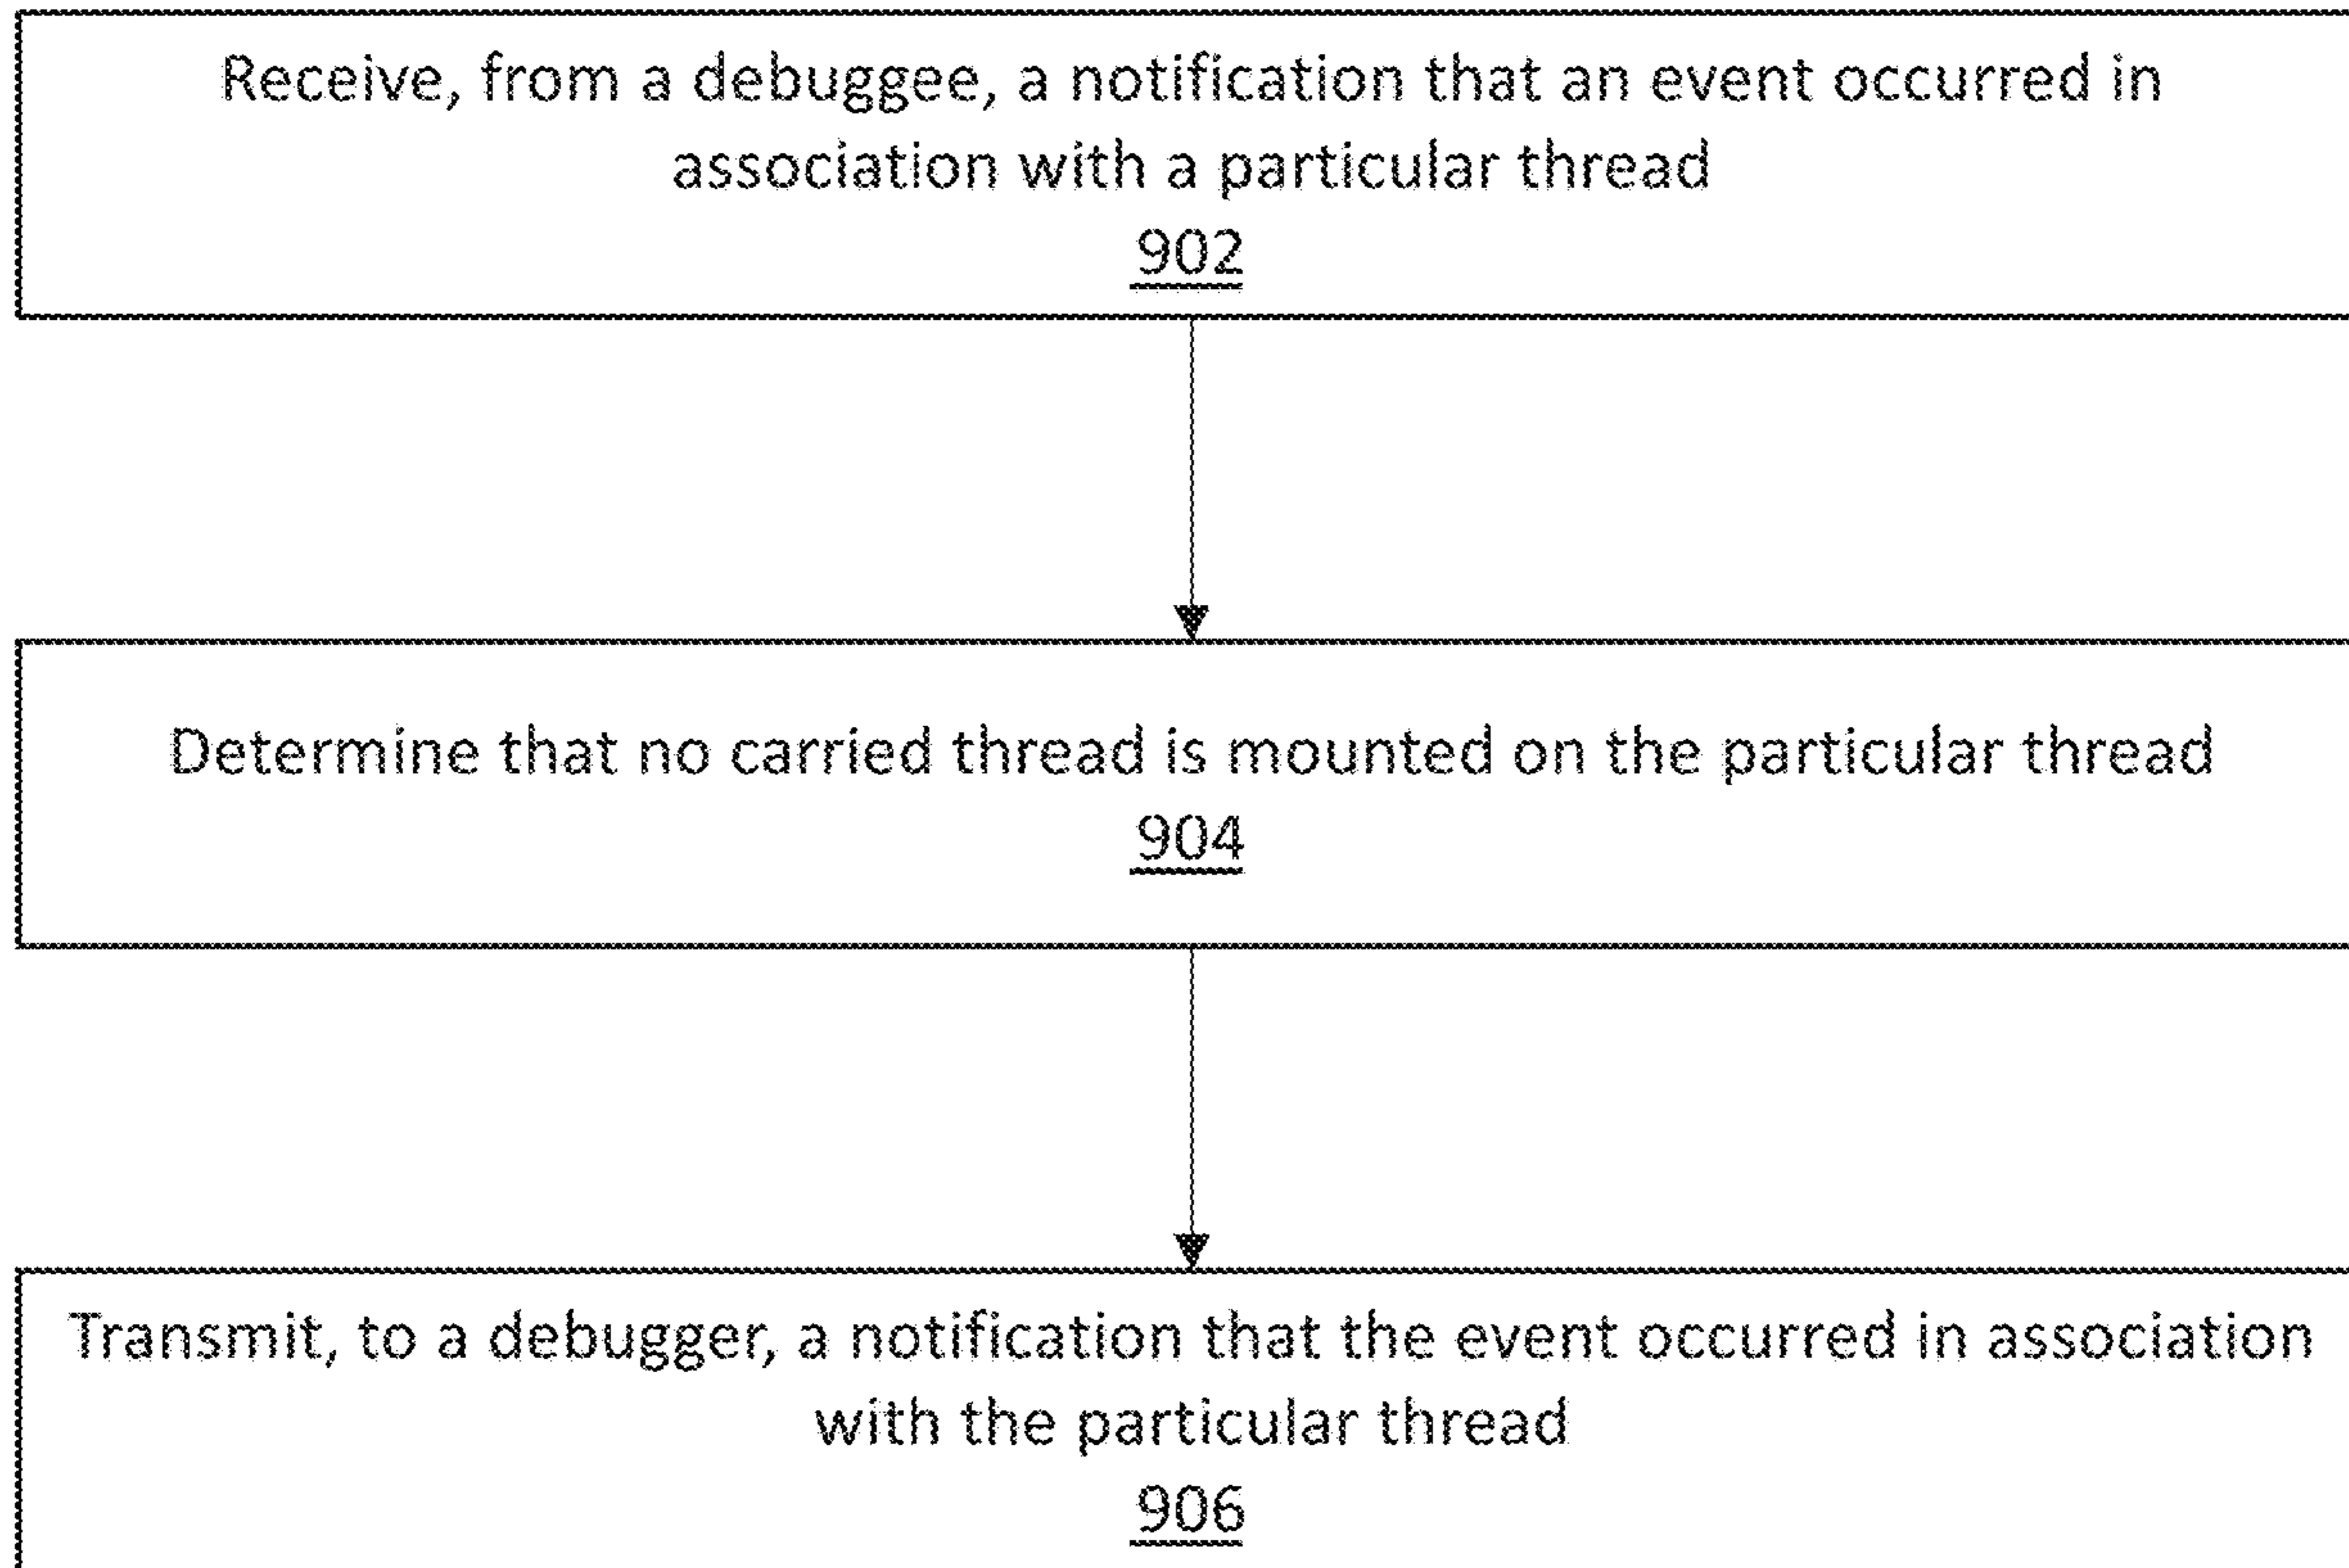 Receive, from a debuggee, a notification that an event occurred in
association with a particular thread
902
Determine that no carried thread is mounted on the particular thread
904
Transmit, to a debugger, a notification that the event occurred in association
with the particular thread
906